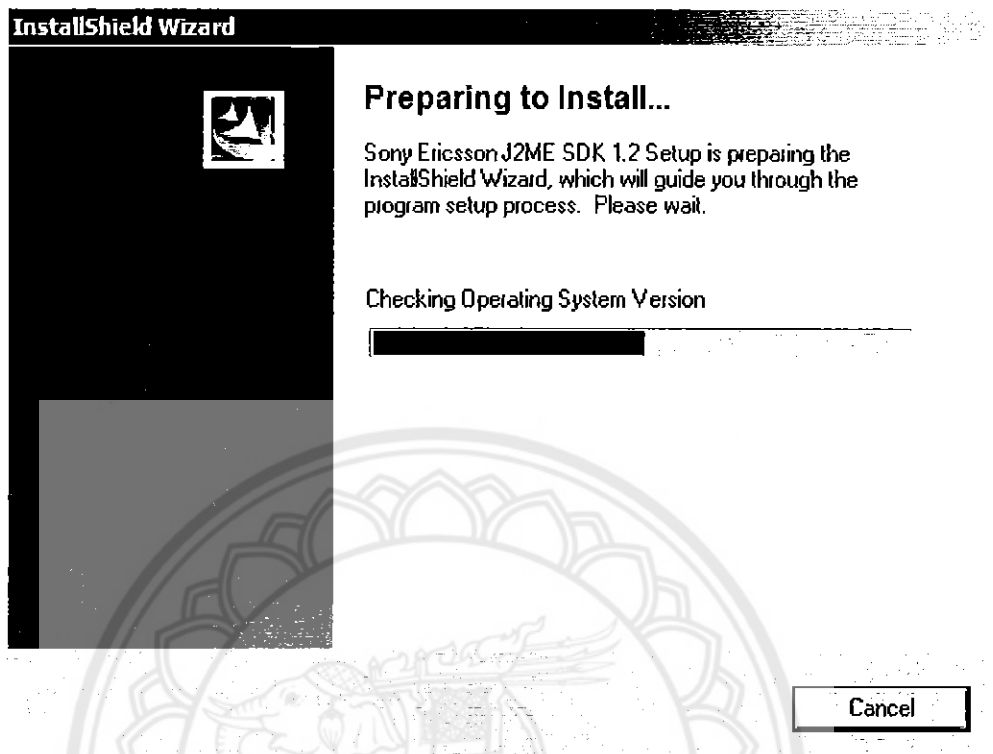 InstallShield Wizard
Preparing to Install...
Sony Ericsson J2ME SDK 1.2 Setup is preparing the
InstallShield Wizard, which will guide you through the
program setup process. Please wait.
Checking Operating System Version
Cancel